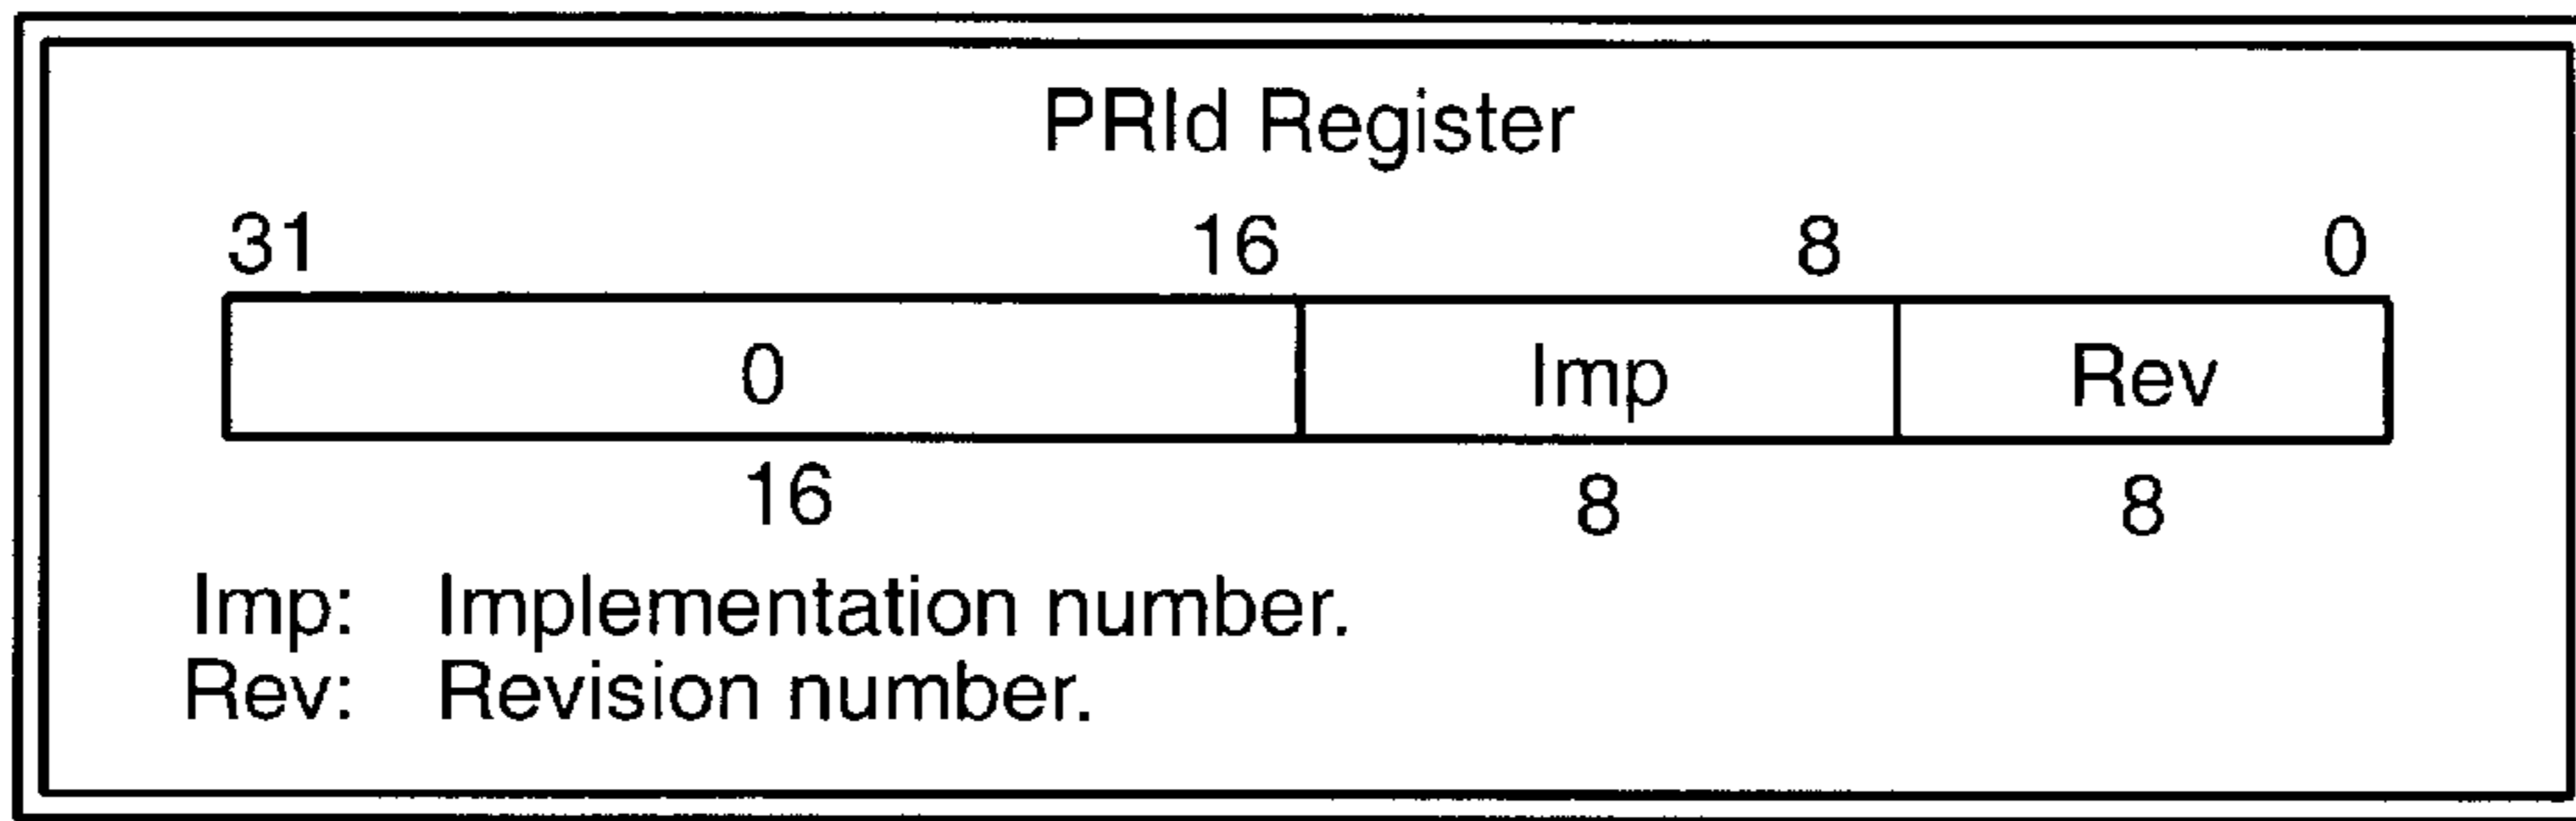 PRId Register
31 16 8 0
0 Imp Rev
16 8 8
Imp: Implementation number.
Rev: Revision number.